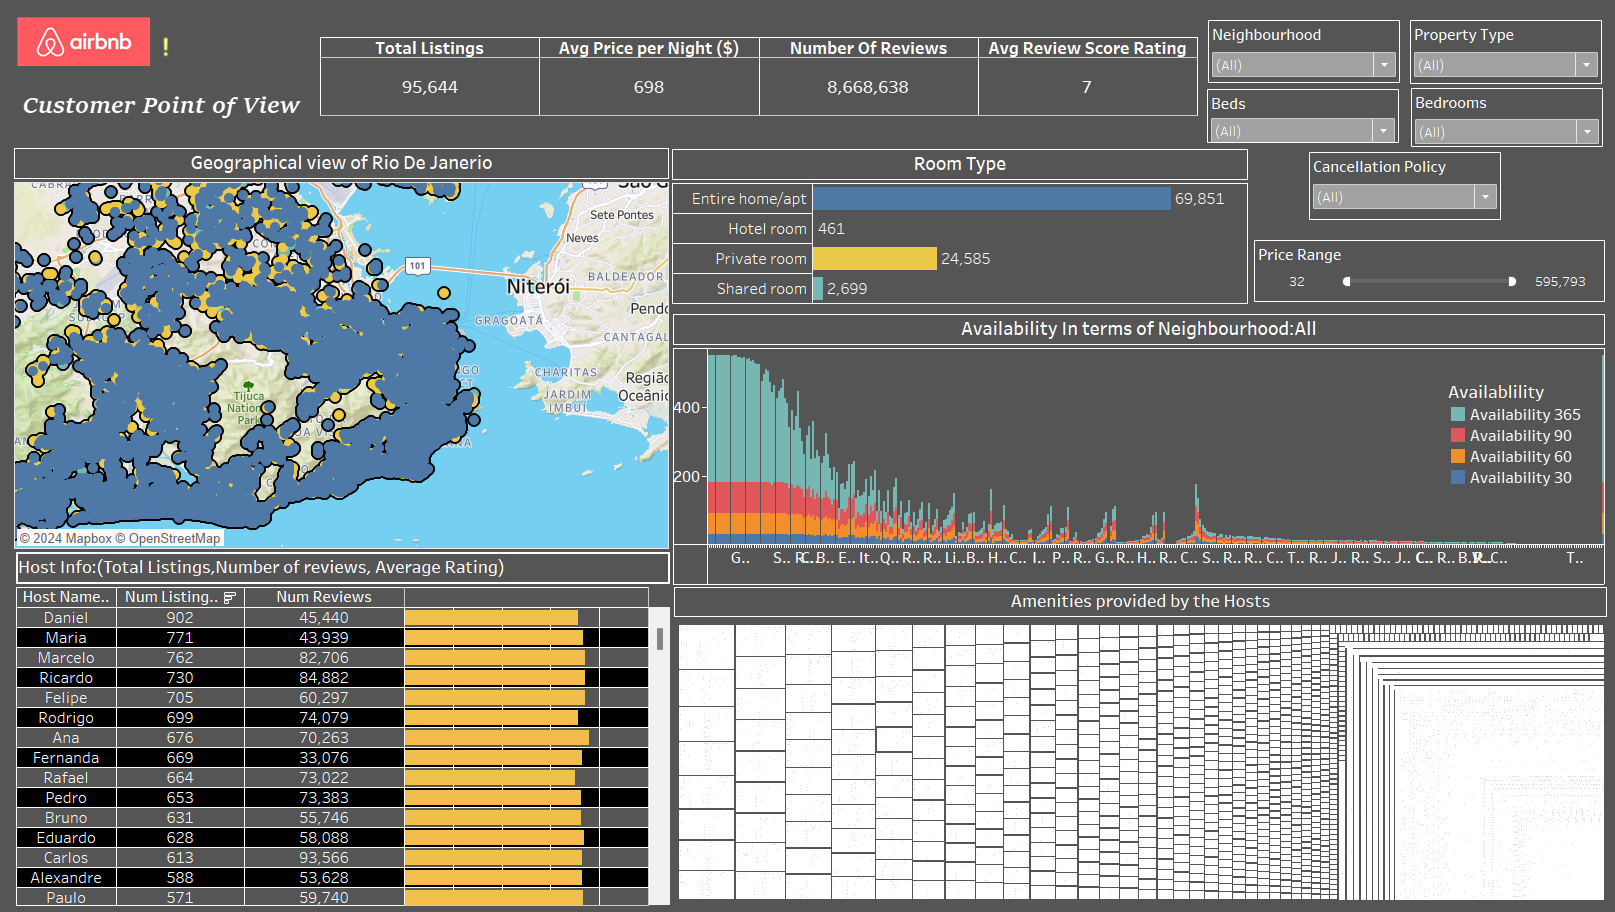 airbnb
!
Customer Point of View
Total Listings
Avg Price per Night ($)
Number Of Reviews
Avg Review Score Rating
95,644
698
8,668,638
7
Neighbourhood
(All)
Property Type
(All)
Beds
(All)
Bedrooms
(All)
Cancellation Policy
(All)
Price Range
32
595,793
Geographical view of Rio De Janerio
Sete Pontes
Neves
101
BALDEADOR
Niterói
Pendo
GRAGOATÁ
CANTAGAL
CHARITAS
Região
Oceânic
JARDIM
IMBUÍ
Tijuca
Nation
Park
© 2024 Mapbox © OpenStreetMap
Room Type
Entire home/apt 69,851
Hotel room 461
Private room 24,585
Shared room 2,699
Availability In terms of Neighbourhood:All
400
200
Availablility
Availability 365
Availability 90
Availability 60
Availability 30
G.. S.. B.. E.. It.. Q.. R.. R.. Li.. B.. H.. C.. I.. P.. R.. G.. R.. H.. R.. C.. S.. R.. C.. T.. R.. J.. R.. S.. J.. C.. R.. C.. T..
Host Info:(Total Listings,Number of reviews, Average Rating)
Host Name.. Num Listing.. Num Reviews
Daniel 902 45,440
Maria 771 43,939
Marcelo 762 82,706
Ricardo 730 84,882
Felipe 705 60,297
Rodrigo 699 74,079
Ana 676 70,263
Fernanda 669 33,076
Rafael 664 73,022
Pedro 653 73,383
Bruno 631 55,746
Eduardo 628 58,088
Carlos 613 93,566
Alexandre 588 53,628
Paulo 571 59,740
Amenities provided by the Hosts